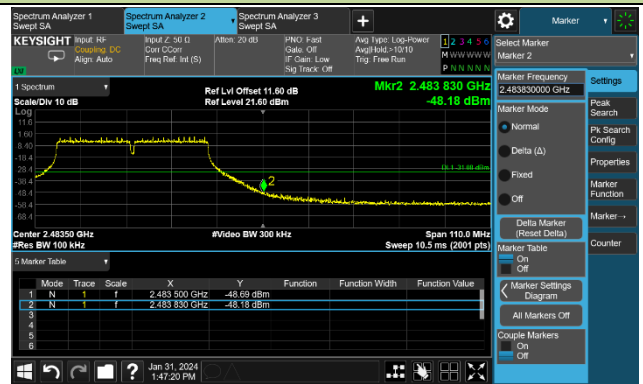 Spectrum Analyzer 1
Swept SA
Spectrum Analyzer 2
Swept SA
Spectrum Analyzer 3
Swept SA
+
Marker
KEYSIGHT
Input: RF
Coupling: DC
Align: Auto
Input Z: 50 Ω
Corr CCorr
Freq Ref: Int (S)
Atten: 20 dB
PNO: Fast
Gate: Off
IF Gain: Low
Sig Track: Off
Avg Type: Log-Power
Avg|Hold:>10/10
Trig: Free Run
1 2 3 4 5 6
M W W W W W
P N N N N N
LW
Select Marker
Marker 2
1 Spectrum
Scale/Div 10 dB
Log
Ref Lvl Offset 11.60 dB
Ref Level 21.60 dBm
Mkr2 2.483 830 GHz
-48.18 dBm
11.6
1.60
-8.40
-18.4
-28.4
-38.4
-48.4
-58.4
-68.4
2
Center 2.48350 GHz
#Res BW 100 kHz
#Video BW 300 kHz
Span 110.0 MHz
Sweep 10.5 ms (2001 pts)
5 Marker Table
Mode Trace Scale X Y Function Function Width Function Value
1 N 1 f 2.483 500 GHz -48.69 dBm
2 N 1 f 2.483 830 GHz -48.18 dBm
3
4
5
6
Marker Frequency
2.483830000 GHz
Marker Mode
Normal
Delta (Δ)
Fixed
Off
Delta Marker
(Reset Delta)
Marker Table
On
Off
Marker Settings
Diagram
All Markers Off
Couple Markers
On
Off
Settings
Peak
Search
Pk Search
Config
Properties
Marker
Function
Marker→
Counter
?
Jan 31, 2024
1:47:20 PM